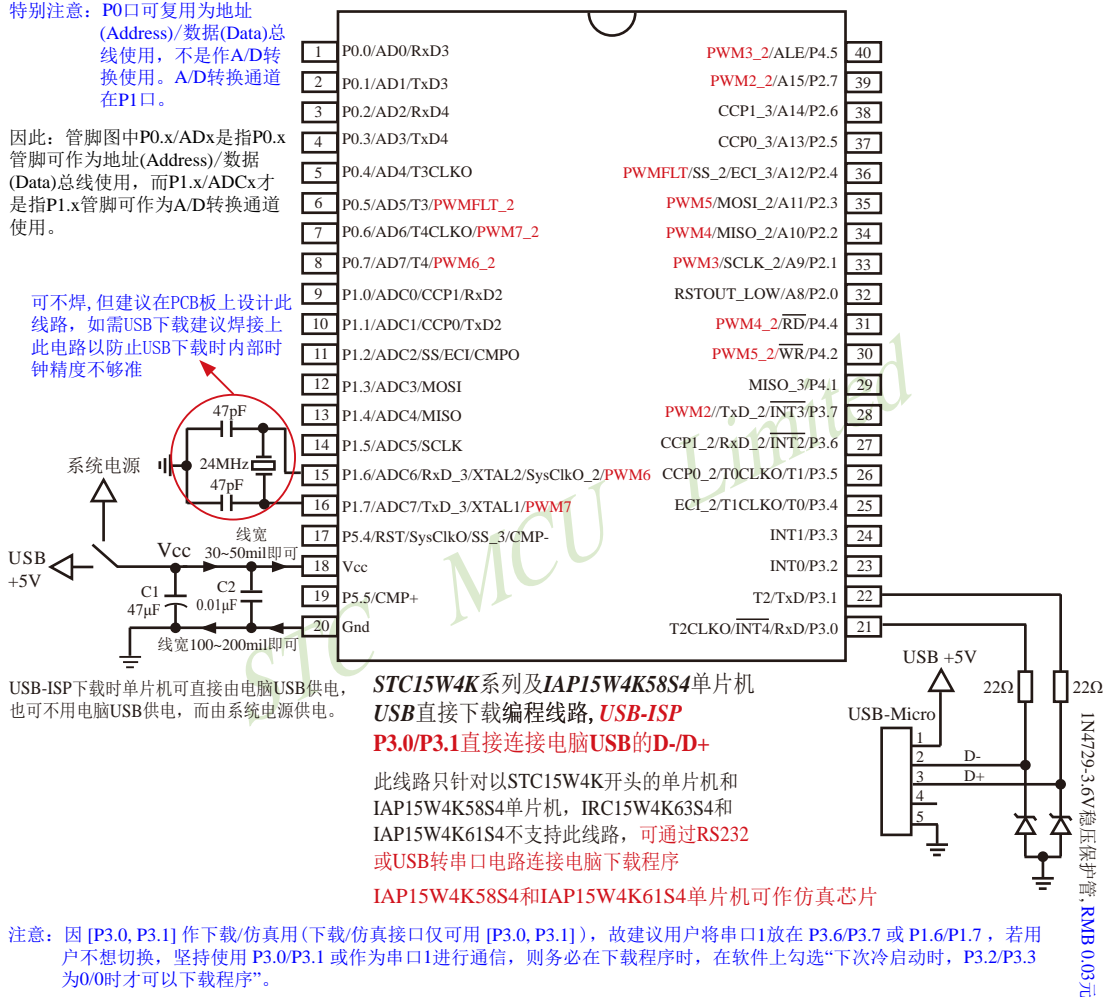 特别注意：P0口可复用为地址
(Address)/数据(Data)总
线使用，不是作A/D转
换使用。A/D转换通道
在P1口。
因此：管脚图中P0.x/ADx是指P0.x
管脚可作为地址(Address)/数据
(Data)总线使用，而P1.x/ADCx才
是指P1.x管脚可作为A/D转换通道
使用。
可不焊,但建议在PCB板上设计此
线路，如需USB下载建议焊接上
此电路以防止USB下载时内部时
钟精度不够准
47pF
24MHz
47pF
系统电源
USB
+5V
Vcc
线宽
30~50mil即可
C1
47μF
C2
0.01μF
线宽100~200mil即可
USB-ISP下载时单片机可直接由电脑USB供电，
也可不用电脑USB供电，而由系统电源供电。
1 P0.0/AD0/RxD3
2 P0.1/AD1/TxD3
3 P0.2/AD2/RxD4
4 P0.3/AD3/TxD4
5 P0.4/AD4/T3CLKO
6 P0.5/AD5/T3/PWMFLT_2
7 P0.6/AD6/T4CLKO/PWM7_2
8 P0.7/AD7/T4/PWM6_2
9 P1.0/ADC0/CCP1/RxD2
10 P1.1/ADC1/CCP0/TxD2
11 P1.2/ADC2/SS/ECI/CMPO
12 P1.3/ADC3/MOSI
13 P1.4/ADC4/MISO
14 P1.5/ADC5/SCLK
15 P1.6/ADC6/RxD_3/XTAL2/SysClkO_2/PWM6
16 P1.7/ADC7/TxD_3/XTAL1/PWM7
17 P5.4/RST/SysClkO/SS_3/CMP-
18 Vcc
19 P5.5/CMP+
20 Gnd
PWM3_2/ALE/P4.5 40
PWM2_2/A15/P2.7 39
CCP1_3/A14/P2.6 38
CCP0_3/A13/P2.5 37
PWMFLT/SS_2/ECI_3/A12/P2.4 36
PWM5/MOSI_2/A11/P2.3 35
PWM4/MISO_2/A10/P2.2 34
PWM3/SCLK_2/A9/P2.1 33
RSTOUT_LOW/A8/P2.0 32
PWM4_2/RD/P4.4 31
PWM5_2/WR/P4.2 30
MISO_3/P4.1 29
PWM2//TxD_2/INT3/P3.7 28
CCP1_2/RxD_2/INT2/P3.6 27
CCP0_2/T0CLKO/T1/P3.5 26
ECI_2/T1CLKO/T0/P3.4 25
INT1/P3.3 24
INT0/P3.2 23
T2/TxD/P3.1 22
T2CLKO/INT4/RxD/P3.0 21
STC MCU Limited
STC15W4K系列及IAP15W4K58S4单片机
USB直接下载编程线路, USB-ISP
P3.0/P3.1直接连接电脑USB的D-/D+
此线路只针对以STC15W4K开头的单片机和
IAP15W4K58S4单片机，IRC15W4K63S4和
IAP15W4K61S4不支持此线路，可通过RS232
或USB转串口电路连接电脑下载程序
IAP15W4K58S4和IAP15W4K61S4单片机可作仿真芯片
USB +5V
USB-Micro
1
2
3
4
5
D-
D+
22Ω
22Ω
1N4729-3.6V稳压保护管, RMB 0.03元
注意：因 [P3.0, P3.1] 作下载/仿真用(下载/仿真接口仅可用 [P3.0, P3.1] )，故建议用户将串口1放在 P3.6/P3.7 或 P1.6/P1.7 ，若用
户不想切换，坚持使用 P3.0/P3.1 或作为串口1进行通信，则务必在下载程序时，在软件上勾选“下次冷启动时，P3.2/P3.3
为0/0时才可以下载程序”。